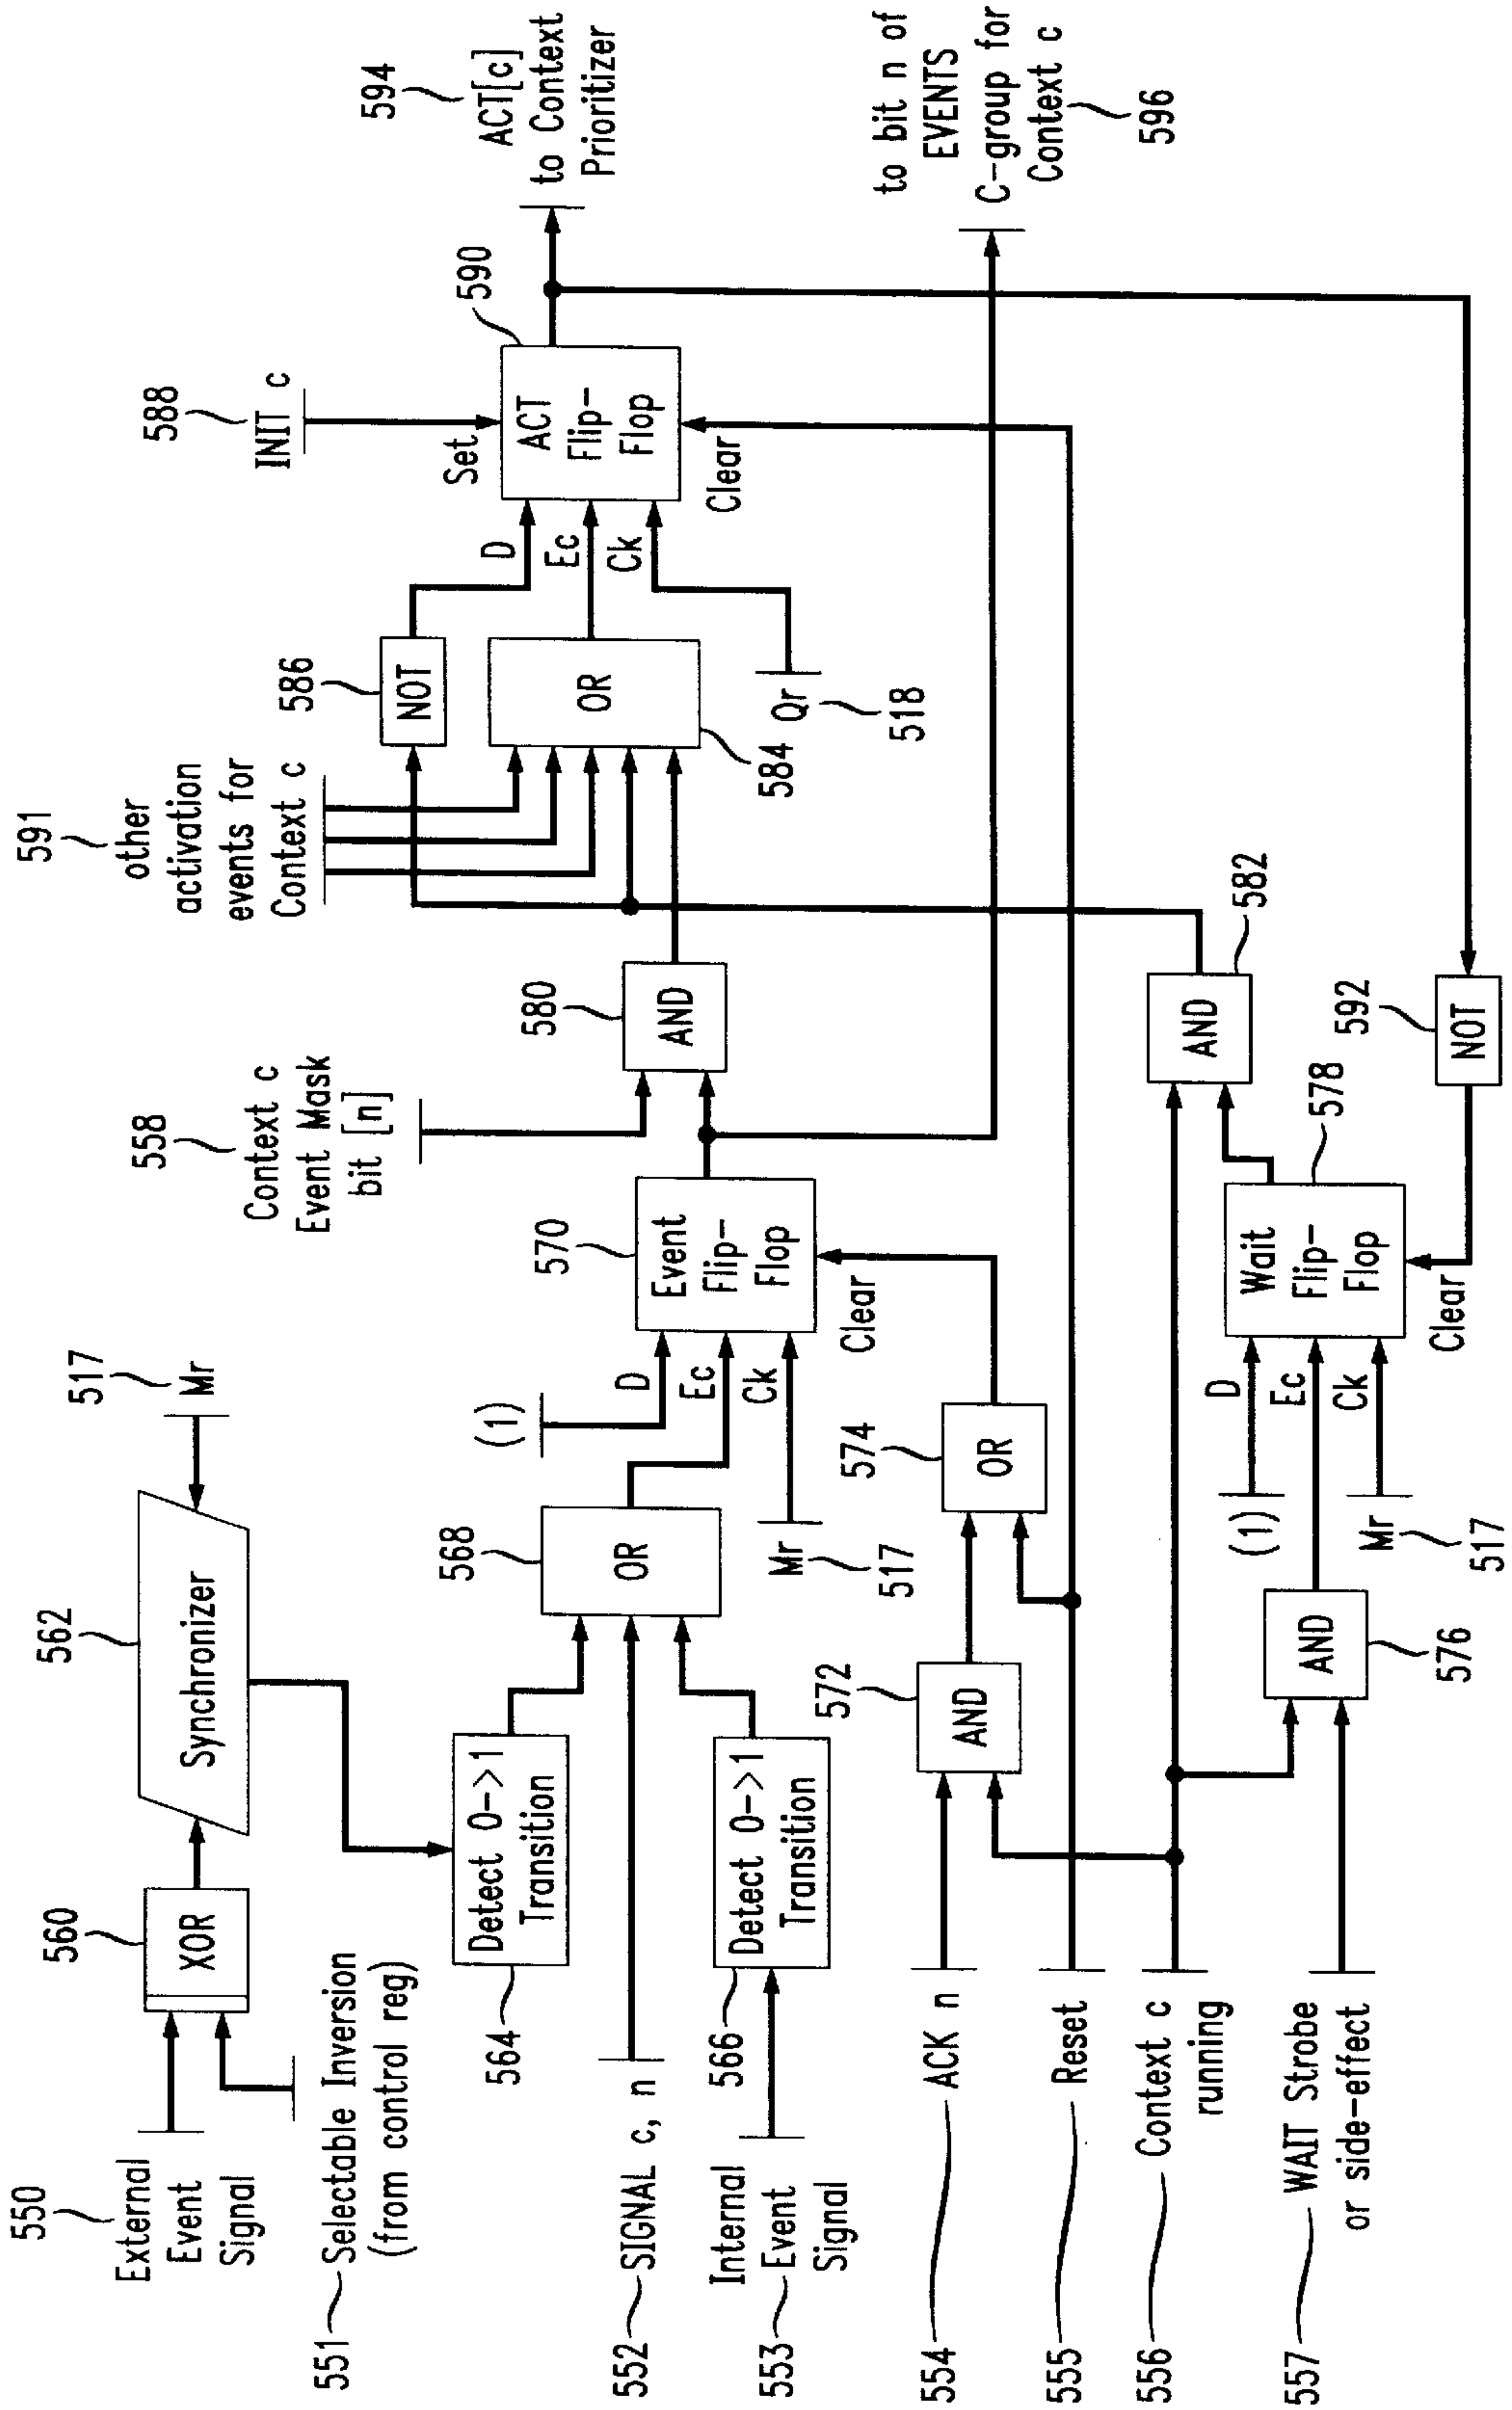 550
External
Event
Signal
551
Selectable Inversion
(from control reg)
560
XOR
562
Synchronizer
517
Mr
564
Detect 0->1
Transition
552
SIGNAL c, n
553
Internal
Event
Signal
566
Detect 0->1
Transition
568
OR
(1)
D
Ec
Ck
Mr
517
570
Event
Flip-
Flop
Clear
558
Context c
Event Mask
bit [n]
580
AND
591
other
activation
events for
Context c
586
NOT
OR
584
Qr
518
D
Ec
Ck
588
INIT c
Set
ACT
Flip-
Flop
590
Clear
594
ACT[c]
to Context
Prioritizer
to bit n of
EVENTS
C-group for
Context c
596
554
ACK n
572
AND
574
OR
555
Reset
556
Context c
running
557
WAIT Strobe
or side-effect
AND
576
(1)
D
Ec
Ck
Mr
517
Wait
Flip-
Flop
578
Clear
AND
582
592
NOT